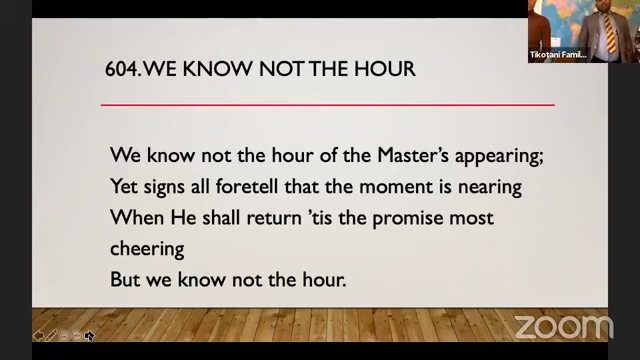 Tikotani Famil...
604.WE KNOW NOT THE HOUR
We know not the hour of the Master's appearing;
Yet signs all foretell that the moment is nearing
When He shall return 'tis the promise most
cheering
But we know not the hour.
zoom